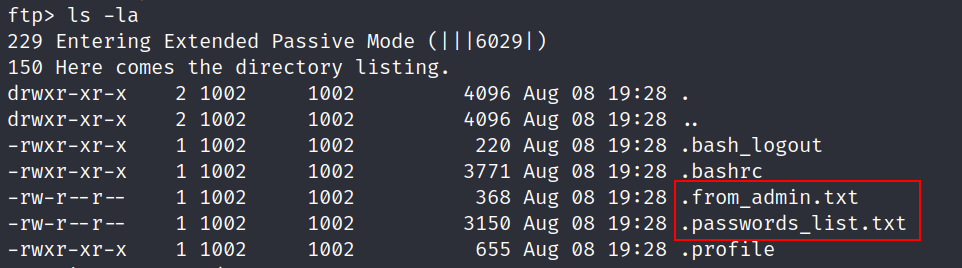 ftp> ls -la
229 Entering Extended Passive Mode (|||6029|)
150 Here comes the directory listing.
drwxr-xr-x    2 1002     1002         4096 Aug 08 19:28 .
drwxr-xr-x    2 1002     1002         4096 Aug 08 19:28 ..
-rwxr-xr-x    1 1002     1002          220 Aug 08 19:28 .bash_logout
-rwxr-xr-x    1 1002     1002         3771 Aug 08 19:28 .bashrc
-rw-r--r--    1 1002     1002          368 Aug 08 19:28 .from_admin.txt
-rw-r--r--    1 1002     1002         3150 Aug 08 19:28 .passwords_list.txt
-rwxr-xr-x    1 1002     1002          655 Aug 08 19:28 .profile